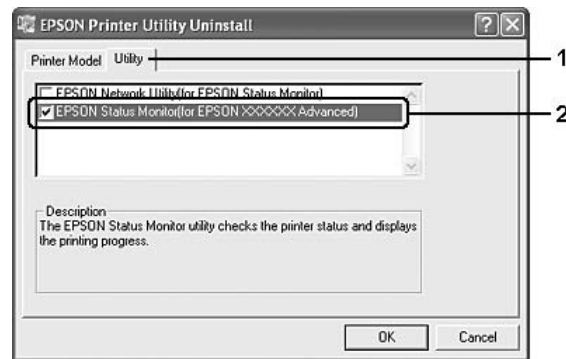 EPSON Printer Utility Uninstall
Printer Model Utility 1
EPSON Network Utility(for EPSON Status Monitor)
EPSON Status Monitor(for EPSON XXXXXX Advanced) 2
Description
The EPSON Status Monitor utility checks the printer status and displays
the printing progress.
OK Cancel